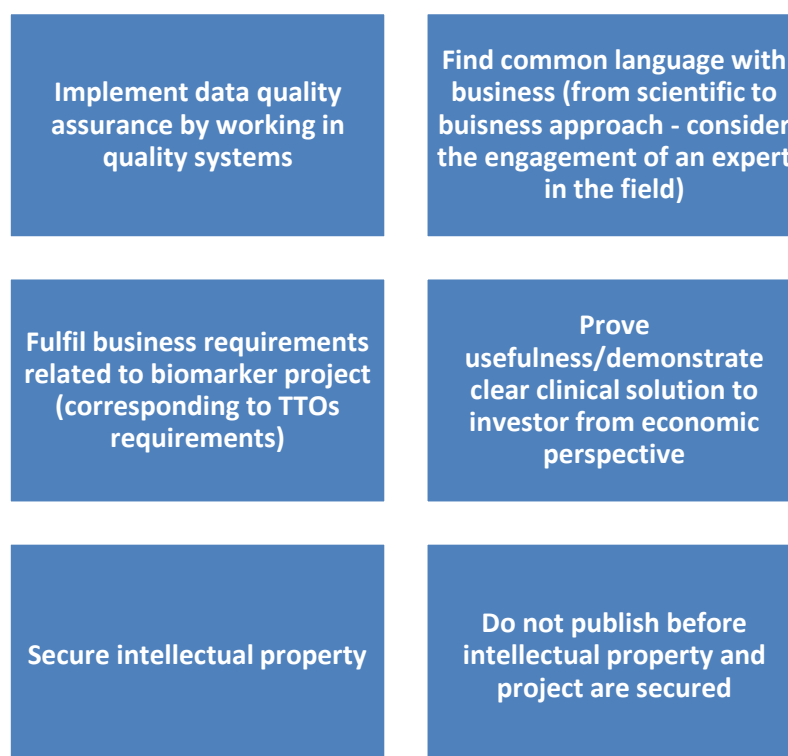 Implement data quality
assurance by working in
quality systems
Find common language with
business (from scientific to
buisness approach - consider
the engagement of an expert
in the field)
Fulfil business requirements
related to biomarker project
(corresponding to TTOs
requirements)
Prove
usefulness/demonstrate
clear clinical solution to
investor from economic
perspective
Secure intellectual property
Do not publish before
intellectual property and
project are secured